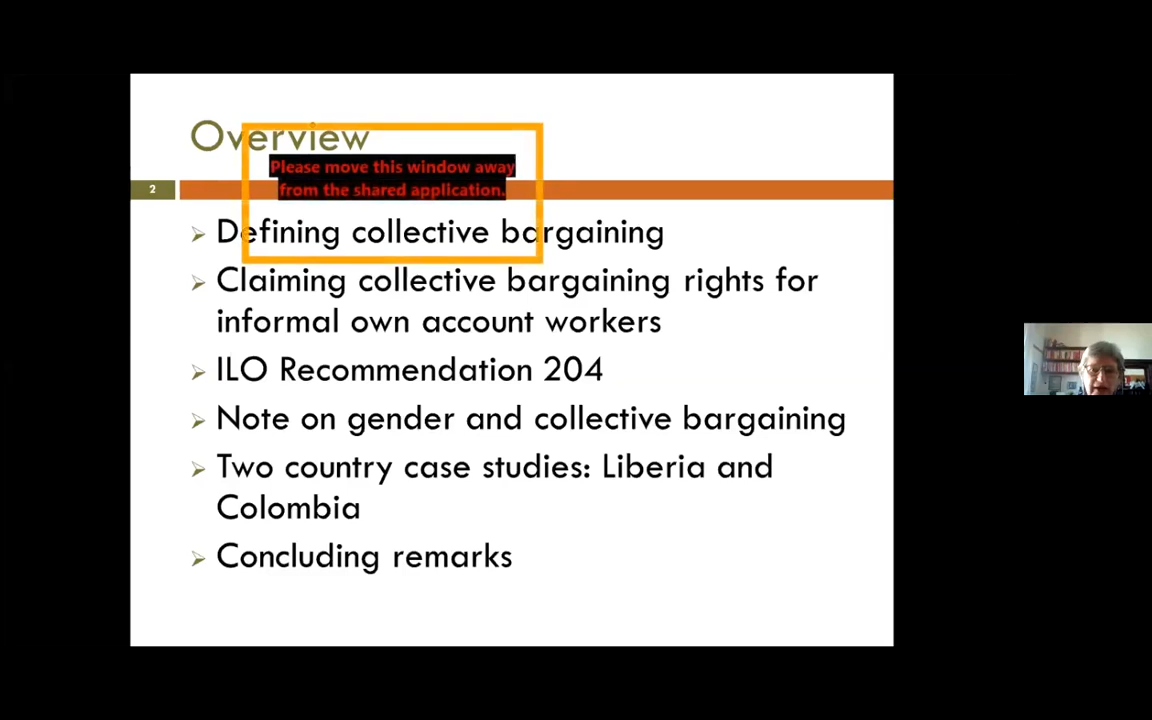 Overview
Please move this window away
from the shared application.
2
➢ Defining collective bargaining
➢ Claiming collective bargaining rights for
informal own account workers
➢ ILO Recommendation 204
➢ Note on gender and collective bargaining
➢ Two country case studies: Liberia and
Colombia
➢ Concluding remarks